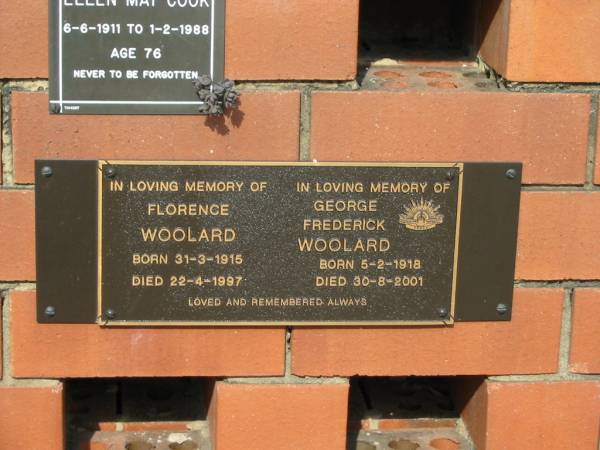 ELLEN MAY COOK
6-6-1911 TO 1-2-1988
AGE 76
NEVER TO BE FORGOTTEN
IN LOVING MEMORY OF
FLORENCE
WOOLARD
BORN 31-3-1915
DIED 22-4-1997
IN LOVING MEMORY OF
GEORGE
FREDERICK
WOOLARD
BORN 5-2-1918
DIED 30-8-2001
LOVED AND REMEMBERED ALWAYS